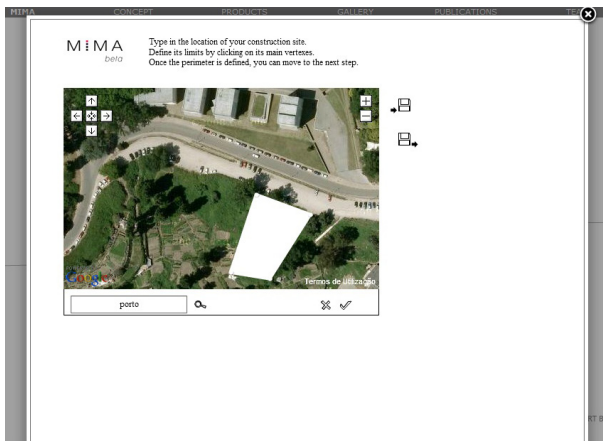 MIMA
CONCEPT
PRODUCTS
GALLERY
PUBLICATIONS
MIMA
beta
Type in the location of your construction site.
Define its limits by clicking on its main vertexes.
Once the perimeter is defined, you can move to the next step.
Google
Termos de Utilização
porto